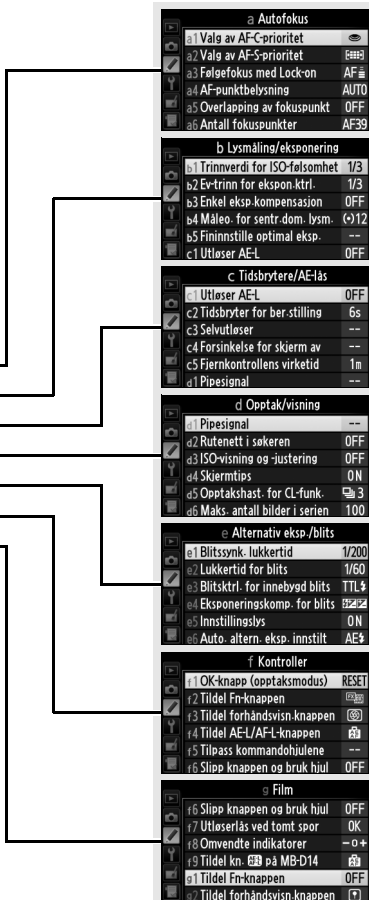 a Autofokus
a1 Valg av AF-C-prioritet
a2 Valg av AF-S-prioritet
a3 Følgefokus med Lock-on AF
a4 AF-punktbelysning AUTO
a5 Overlapping av fokuspunkt OFF
a6 Antall fokuspunkter AF39
b Lysmåling/eksponering
b1 Trinnverdi for ISO-følsomhet 1/3
b2 Ev-trinn for ekspon.ktrl. 1/3
b3 Enkel eksp.kompensasjon OFF
b4 Måleo. for sentr.dom. lysm. (•)12
b5 Fininnstille optimal eksp. --
c1 Utløser AE-L OFF
c Tidsbrytere/AE-lås
c1 Utløser AE-L OFF
c2 Tidsbryter for ber.stilling 6s
c3 Selvutløser --
c4 Forsinkelse for skjerm av --
c5 Fjernkontrollens virketid 1m
d1 Pipesignal --
d Opptak/visning
d1 Pipesignal --
d2 Rutenett i søkeren OFF
d3 ISO-visning og -justering OFF
d4 Skjermtips ON
d5 Opptakshast. for CL-funk. 3
d6 Maks. antall bilder i serien 100
e Alternativ eksp./blits
e1 Blitssynk. lukkertid 1/200
e2 Lukkertid for blits 1/60
e3 Blitsktrl. for innebygd blits TTL
e4 Eksponeringskomp. for blits
e5 Innstillingslys ON
e6 Auto. altern. eksp. innstilt AE
f Kontroller
f1 OK-knapp (opptaksmodus) RESET
f2 Tildel Fn-knappen
f3 Tildel forhåndsvisn.knappen
f4 Tildel AE-L/AF-L-knappen
f5 Tilpass kommandohjulene --
f6 Slipp knappen og bruk hjul OFF
g Film
f6 Slipp knappen og bruk hjul OFF
f7 Utløserlås ved tomt spor OK
f8 Omvendte indikatorer −0+
f9 Tildel kn. på MB-D14
g1 Tildel Fn-knappen OFF
g2 Tildel forhåndsvisn.knappen